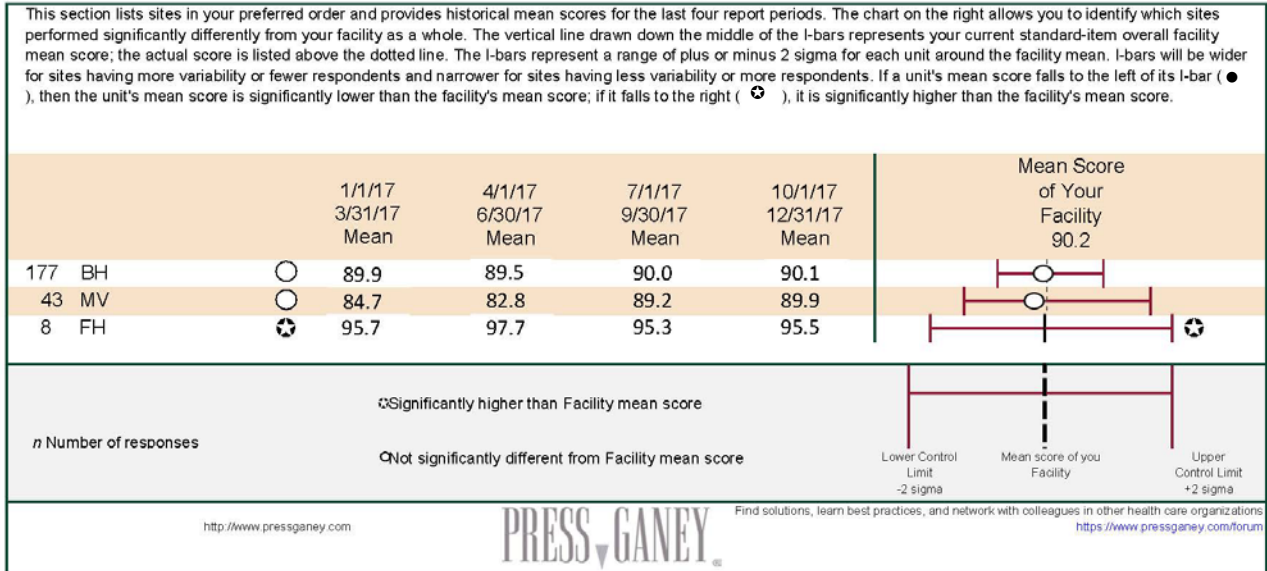 This section lists sites in your preferred order and provides historical mean scores for the last four report periods. The chart on the right allows you to identify which sites
performed significantly differently from your facility as a whole. The vertical line drawn down the middle of the I-bars represents your current standard-item overall facility
mean score; the actual score is listed above the dotted line. The I-bars represent a range of plus or minus 2 sigma for each unit around the facility mean. I-bars will be wider
for sites having more variability or fewer respondents and narrower for sites having less variability or more respondents. If a unit's mean score falls to the left of its I-bar ( ●
), then the unit's mean score is significantly lower than the facility's mean score; if it falls to the right ( ✪ ), it is significantly higher than the facility's mean score.
1/1/17 4/1/17 7/1/17 10/1/17
3/31/17 6/30/17 9/30/17 12/31/17
Mean Mean Mean Mean
Mean Score
of Your
Facility
90.2
177 BH 89.9 89.5 90.0 90.1
43 MV 84.7 82.8 89.2 89.9
8 FH 95.7 97.7 95.3 95.5
✪Significantly higher than Facility mean score
n Number of responses
○Not significantly different from Facility mean score
Lower Control
Limit
-2 sigma
Mean score of you
Facility
Upper
Control Limit
+2 sigma
http://www.pressganey.com
PRESS GANEY
Find solutions, learn best practices, and network with colleagues in other health care organizations
https://www.pressganey.com/forum